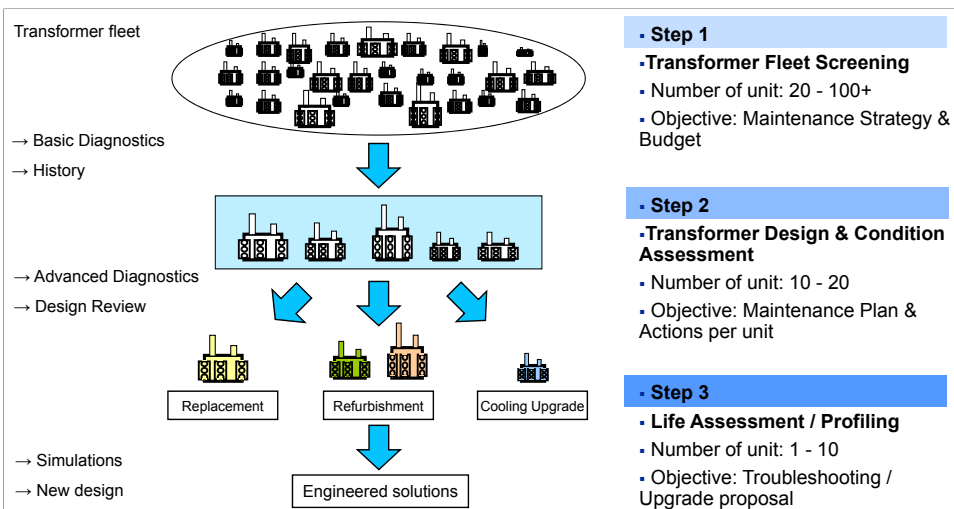 Transformer fleet
→ Basic Diagnostics
→ History
→ Advanced Diagnostics
→ Design Review
Replacement
Refurbishment
Cooling Upgrade
→ Simulations
→ New design
Engineered solutions
▪ Step 1
▪Transformer Fleet Screening
▪ Number of unit: 20 - 100+
▪ Objective: Maintenance Strategy &
Budget
▪ Step 2
▪Transformer Design & Condition
Assessment
▪ Number of unit: 10 - 20
▪ Objective: Maintenance Plan &
Actions per unit
▪ Step 3
▪ Life Assessment / Profiling
▪ Number of unit: 1 - 10
▪ Objective: Troubleshooting /
Upgrade proposal